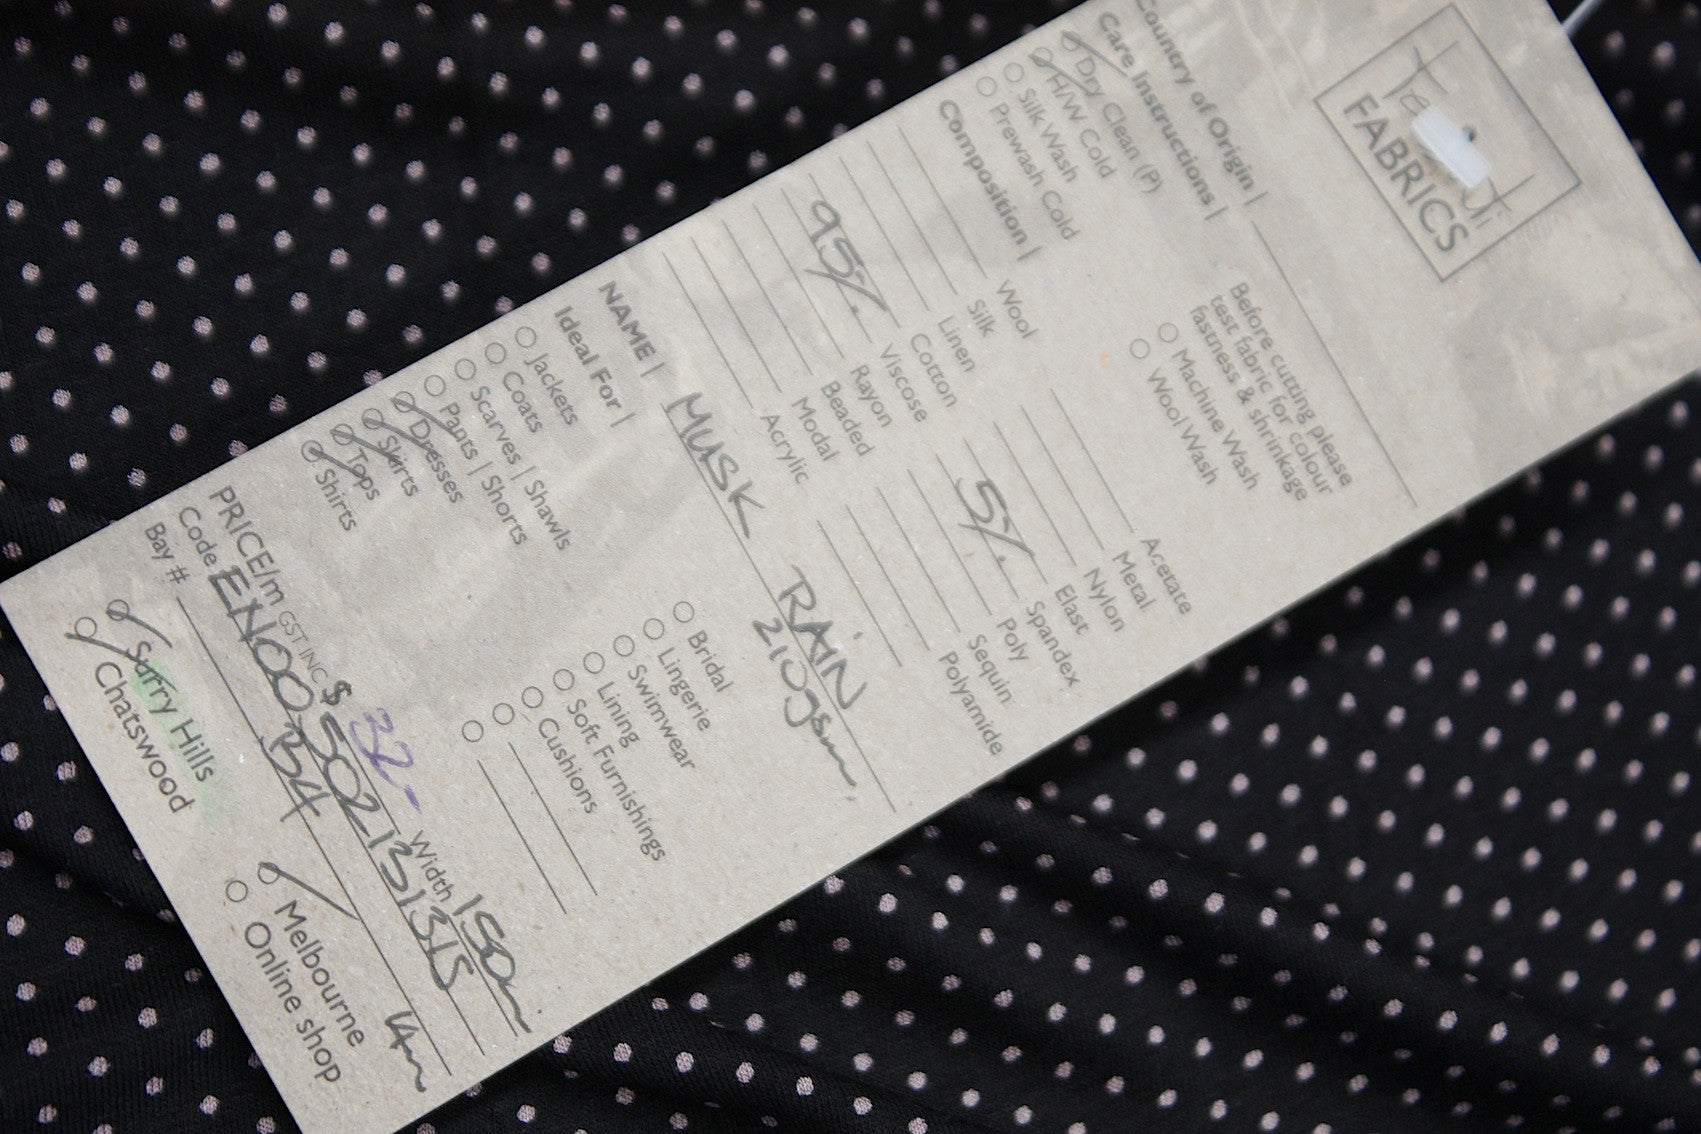 FABRICS
Country of Origin |
Care Instructions |
Dry Clean (P)
H/W Cold
Silk Wash
Prewash Cold
Before cutting please
test fabric for colour
fastness & shrinkage
Machine Wash
Wool Wash
Composition |
Wool
Silk
Linen
Cotton
95% Viscose
Rayon
Beaded
Modal
Acrylic
Acetate
Metal
Nylon
Elast
5% Spandex
Poly
Sequin
Polyamide
NAME | MUSK RAIN
210gsm
Ideal For |
Jackets
Coats
Scarves | Shawls
Pants | Shorts
Dresses
Skirts
Tops
Shirts
Bridal
Lingerie
Swimwear
Lining
Soft Furnishings
Cushions
PRICE/m GST INC $ 32- Width 150m
Code EN00502131315
Bay # B4 4m
Surry Hills
Chatswood
Melbourne
Online shop